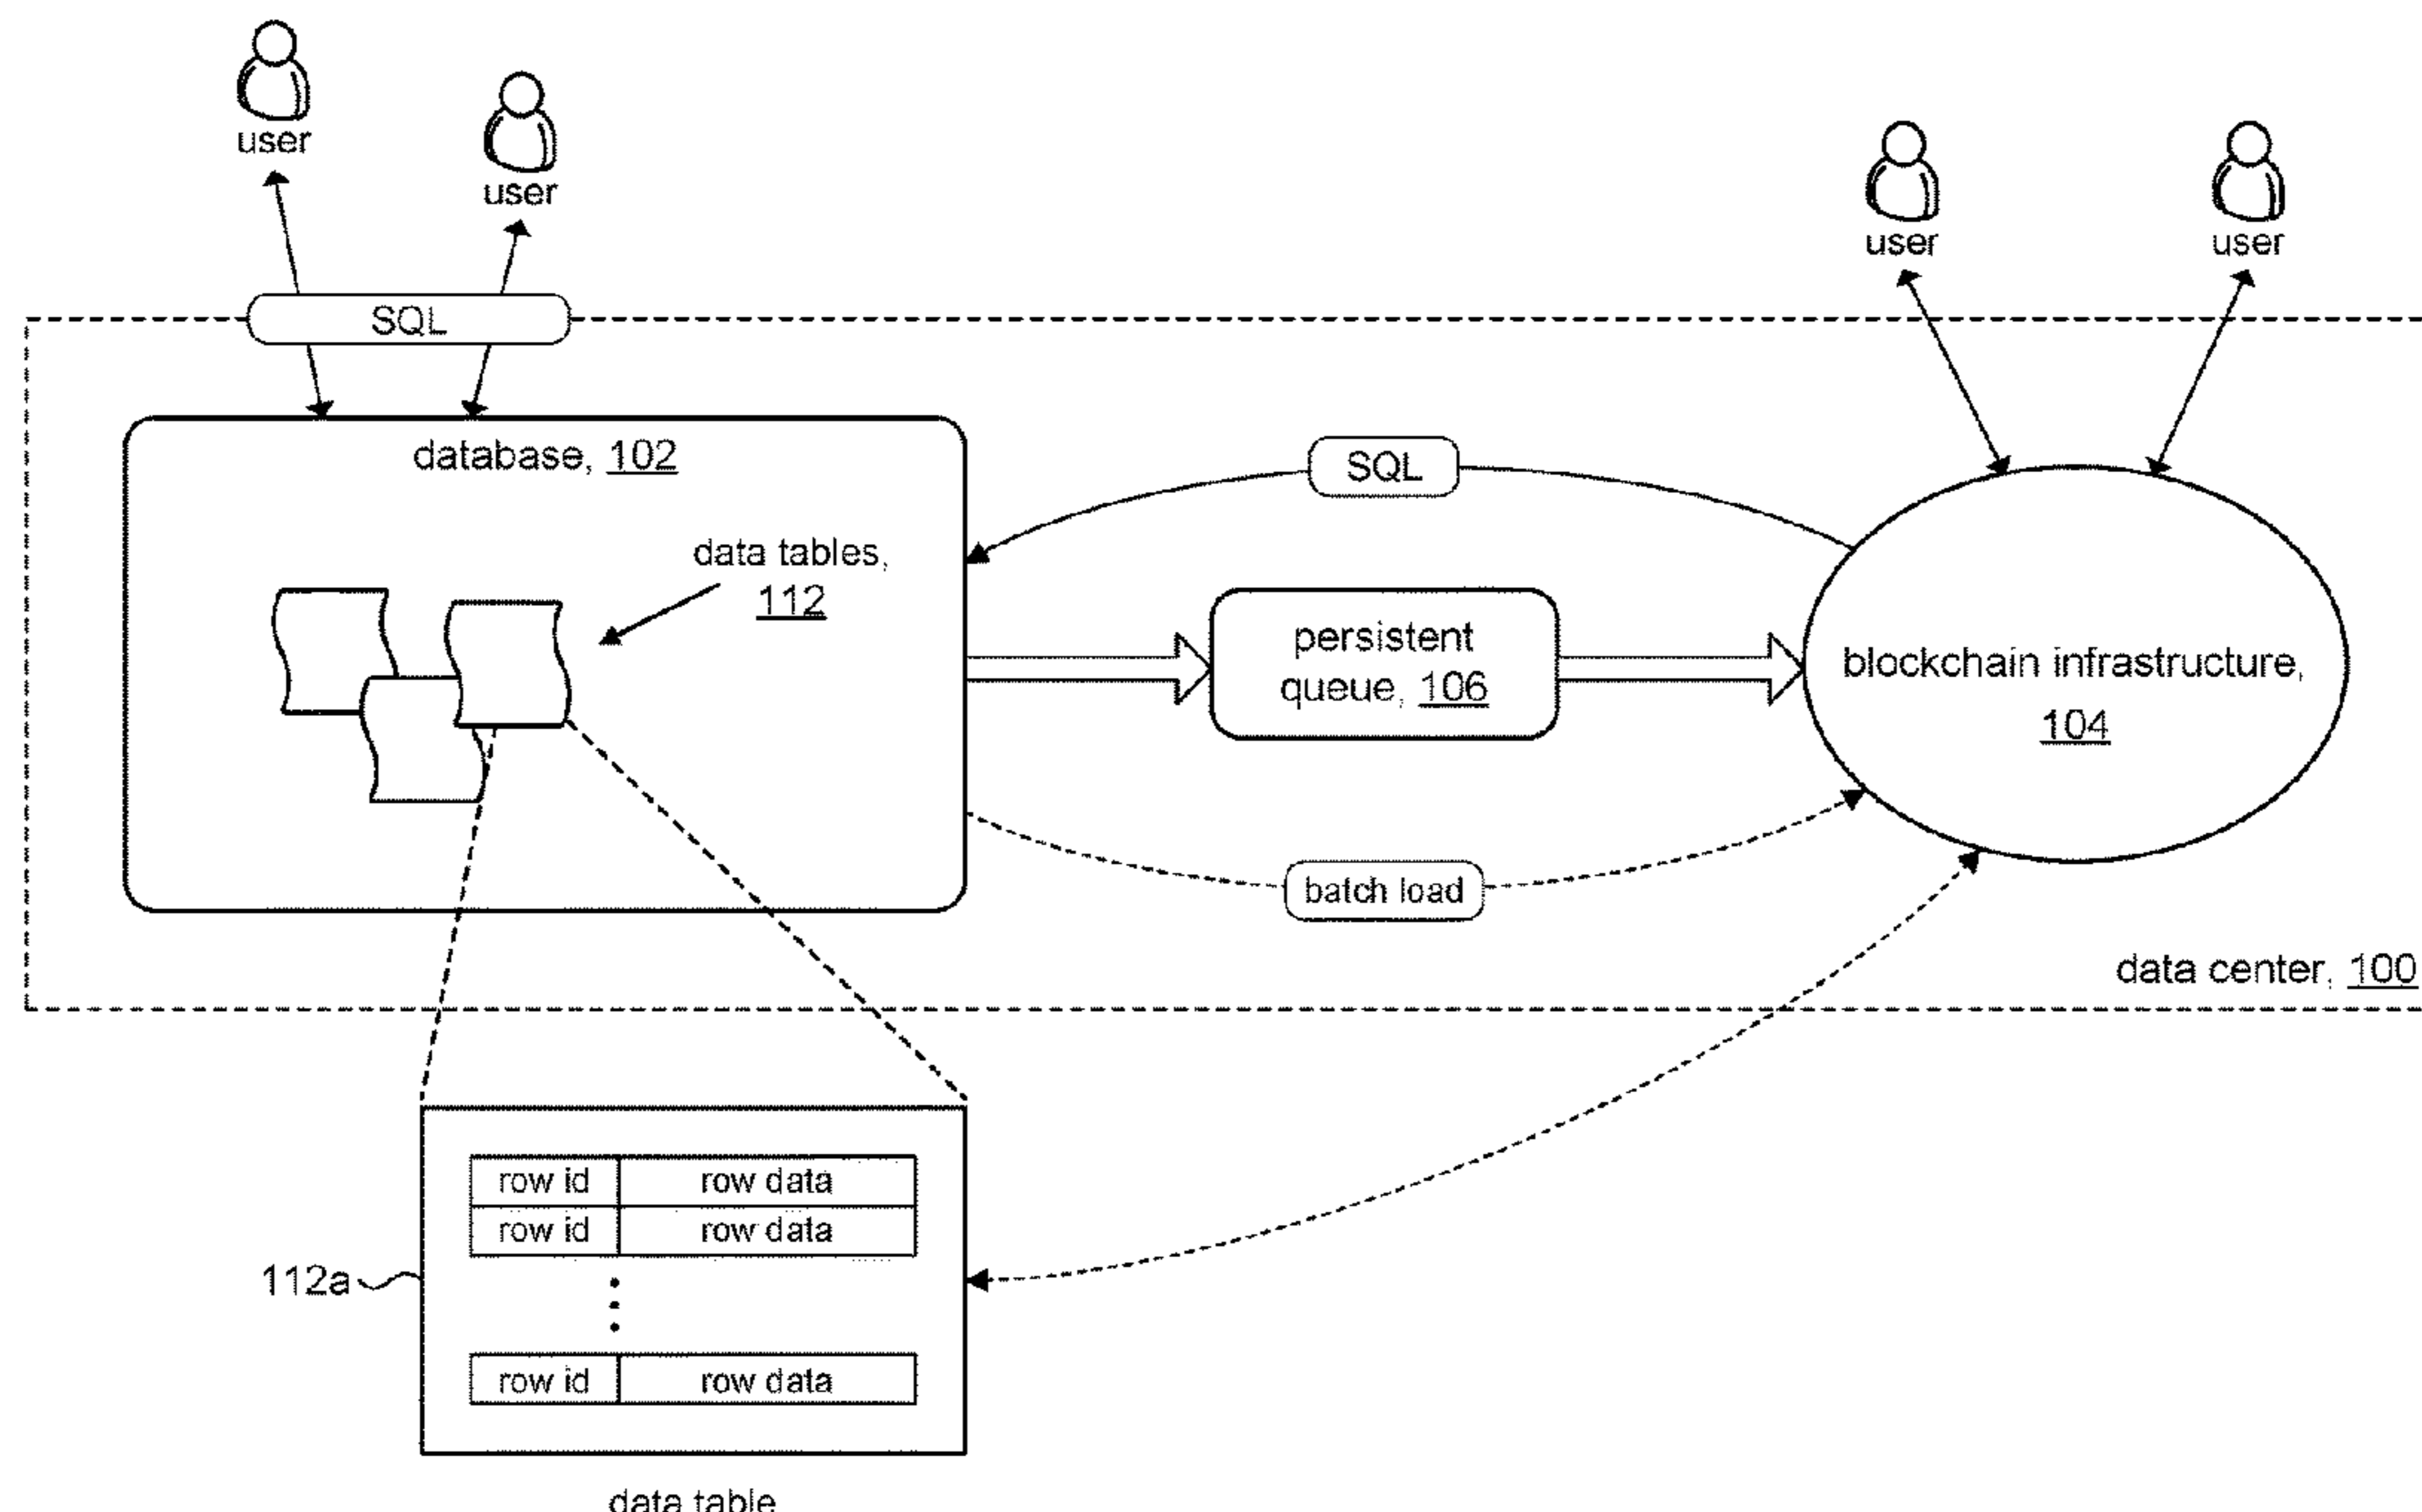 user
user
user
user
SQL
database, 102
SQL
data tables,
112
persistent
queue, 106
blockchain infrastructure,
104
batch load
data center, 100
row id row data
row id row data
112a
row id row data
data table